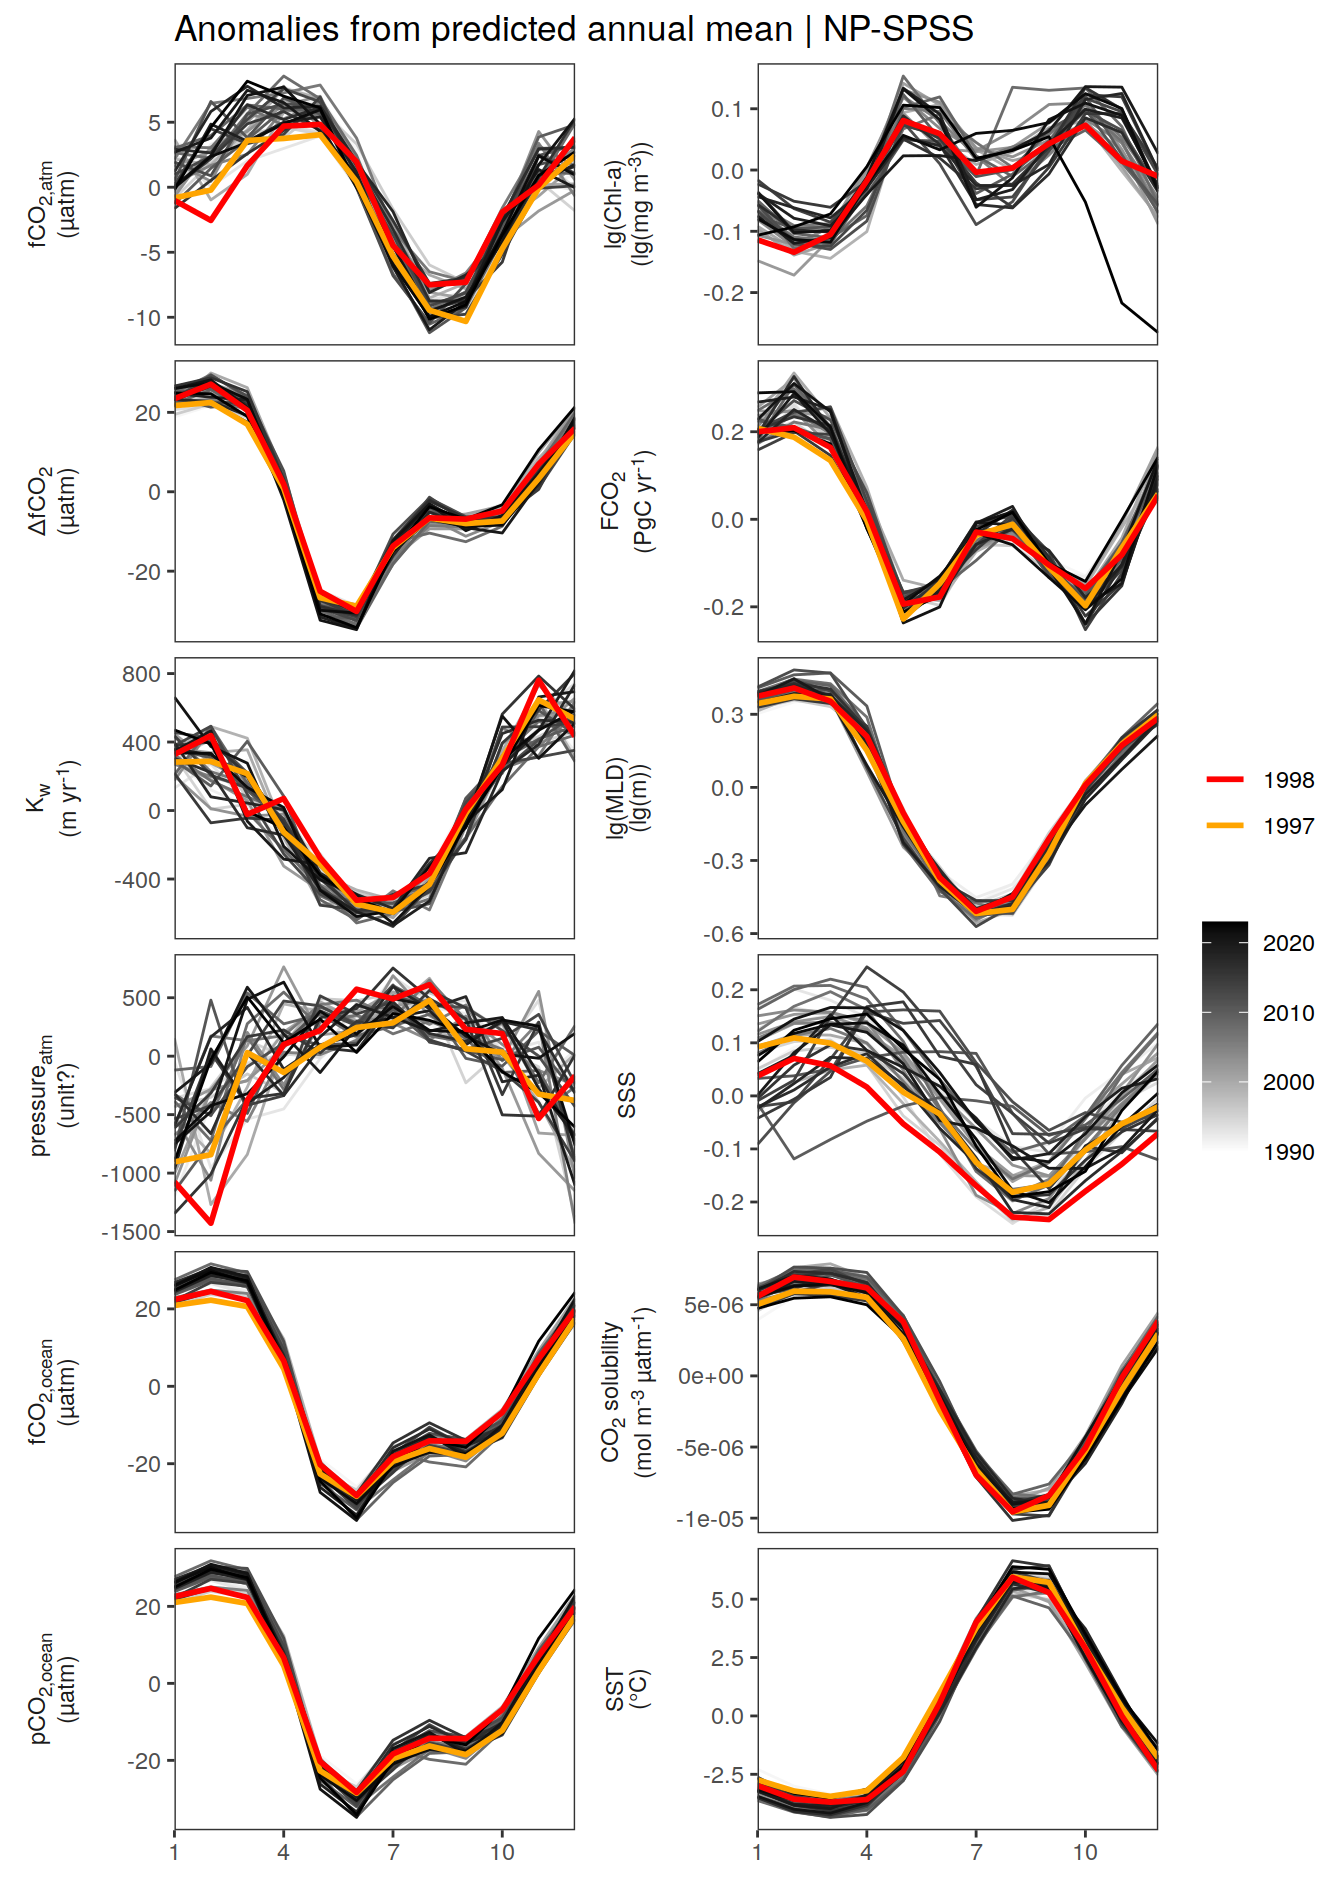 Anomalies from predicted annual mean | NP-SPSS
fCO2,atm
(µatm)
5
0
-5
-10
lg(Chl-a)
(lg(mg m-3))
0.1
0.0
-0.1
-0.2
ΔfCO2
(µatm)
20
0
-20
FCO2
(PgC yr-1)
0.2
0.0
-0.2
Kw
(m yr-1)
800
400
0
-400
lg(MLD)
(lg(m))
0.3
0.0
-0.3
-0.6
pressureatm
(unit?)
500
0
-500
-1000
-1500
SSS
0.2
0.1
0.0
-0.1
-0.2
fCO2,ocean
(µatm)
20
0
-20
CO2 solubility
(mol m-3 µatm-1)
5e-06
0e+00
-5e-06
-1e-05
pCO2,ocean
(µatm)
20
0
-20
SST
(°C)
5.0
2.5
0.0
-2.5
1 4 7 10
1 4 7 10
1998
1997
2020
2010
2000
1990